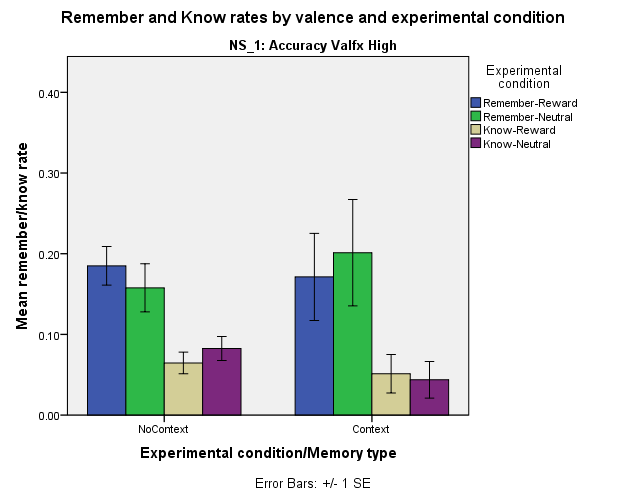 Remember and Know rates by valence and experimental condition
NS_1: Accuracy Valfx High
Experimental
condition
Remember-Reward
Remember-Neutral
Know-Reward
Know-Neutral
Mean remember/know rate
0.40
0.30
0.20
0.10
0.00
NoContext
Context
Experimental condition/Memory type
Error Bars: +/- 1 SE